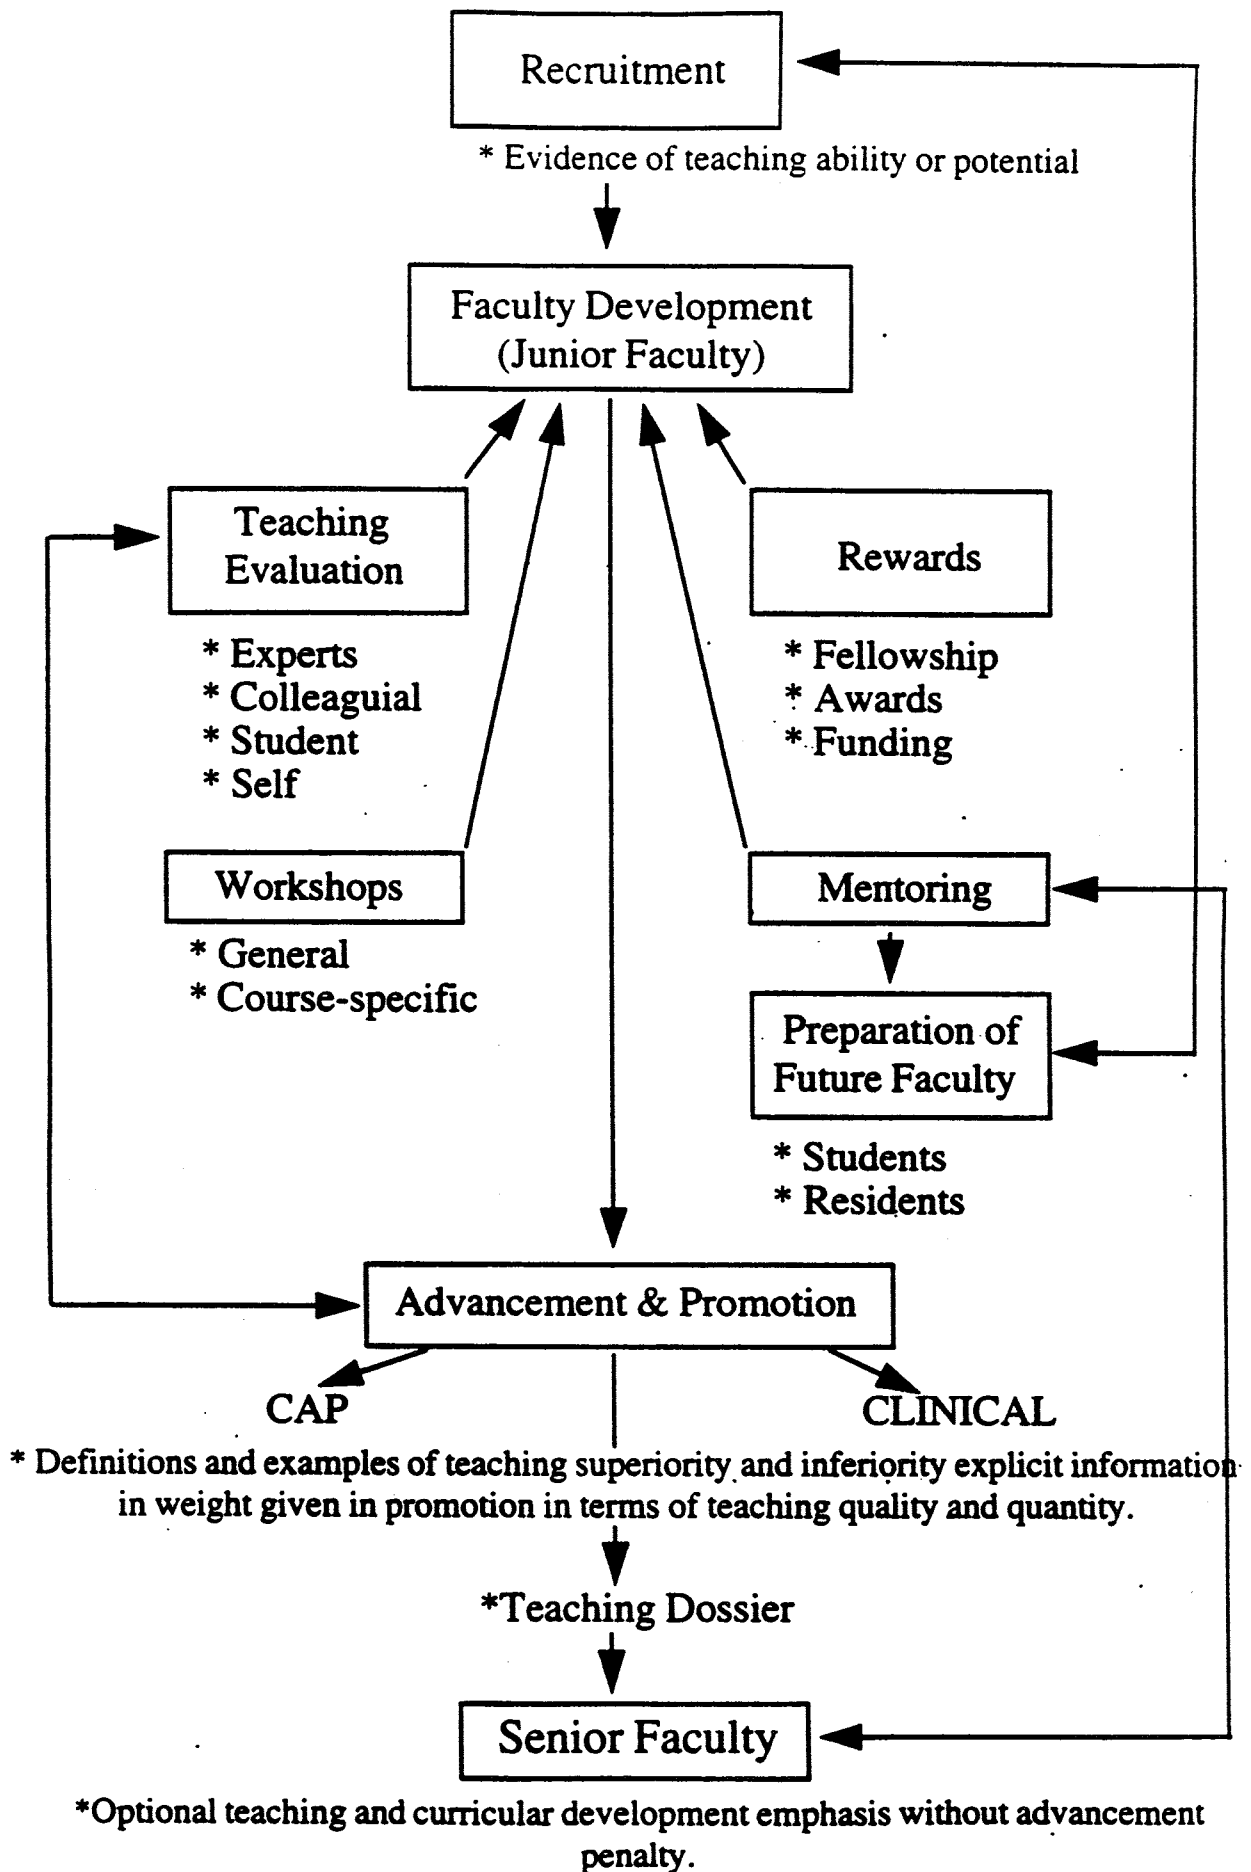 Recruitment
* Evidence of teaching ability or potential
Faculty Development
(Junior Faculty)
Teaching
Evaluation
* Experts
* Colleaguial
* Student
* Self
Rewards
* Fellowship
* Awards
* Funding
Workshops
* General
* Course-specific
Mentoring
Preparation of
Future Faculty
* Students
* Residents
Advancement & Promotion
CAP
CLINICAL
* Definitions and examples of teaching superiority and inferiority explicit information
in weight given in promotion in terms of teaching quality and quantity.
*Teaching Dossier
Senior Faculty
*Optional teaching and curricular development emphasis without advancement
penalty.